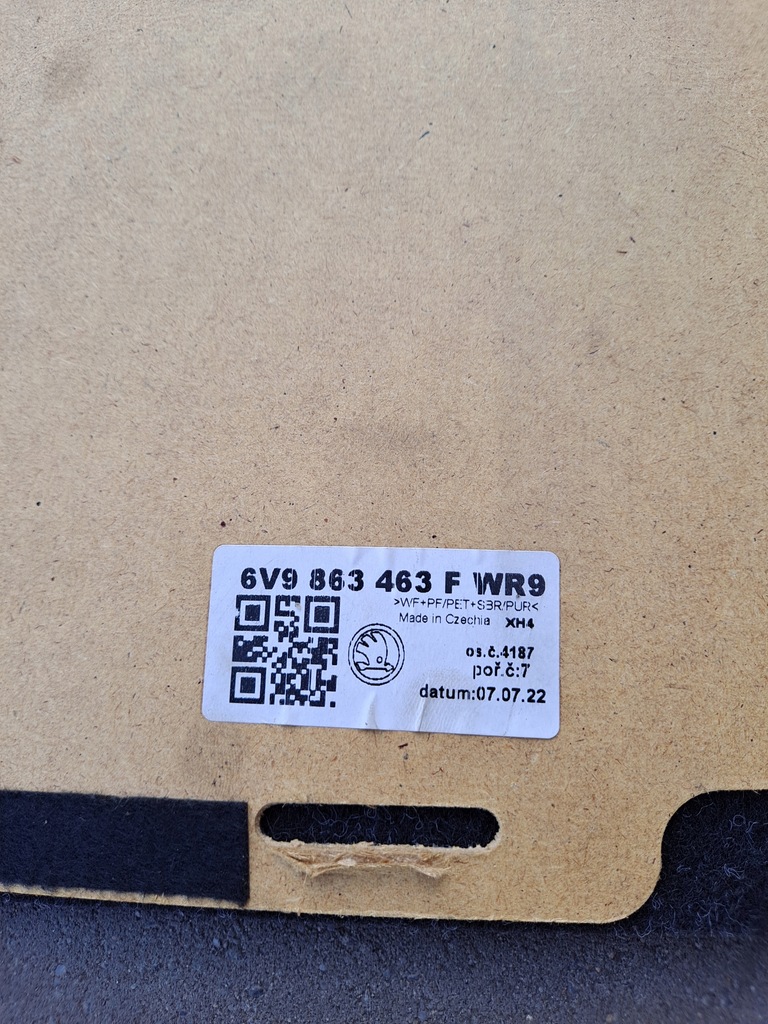 6V9 863 463 F WR9
>WF+PF/PET+SBR/PUR<
Made in Czechia XH4
os.č.4187
poř.č:7
datum:07.07.22